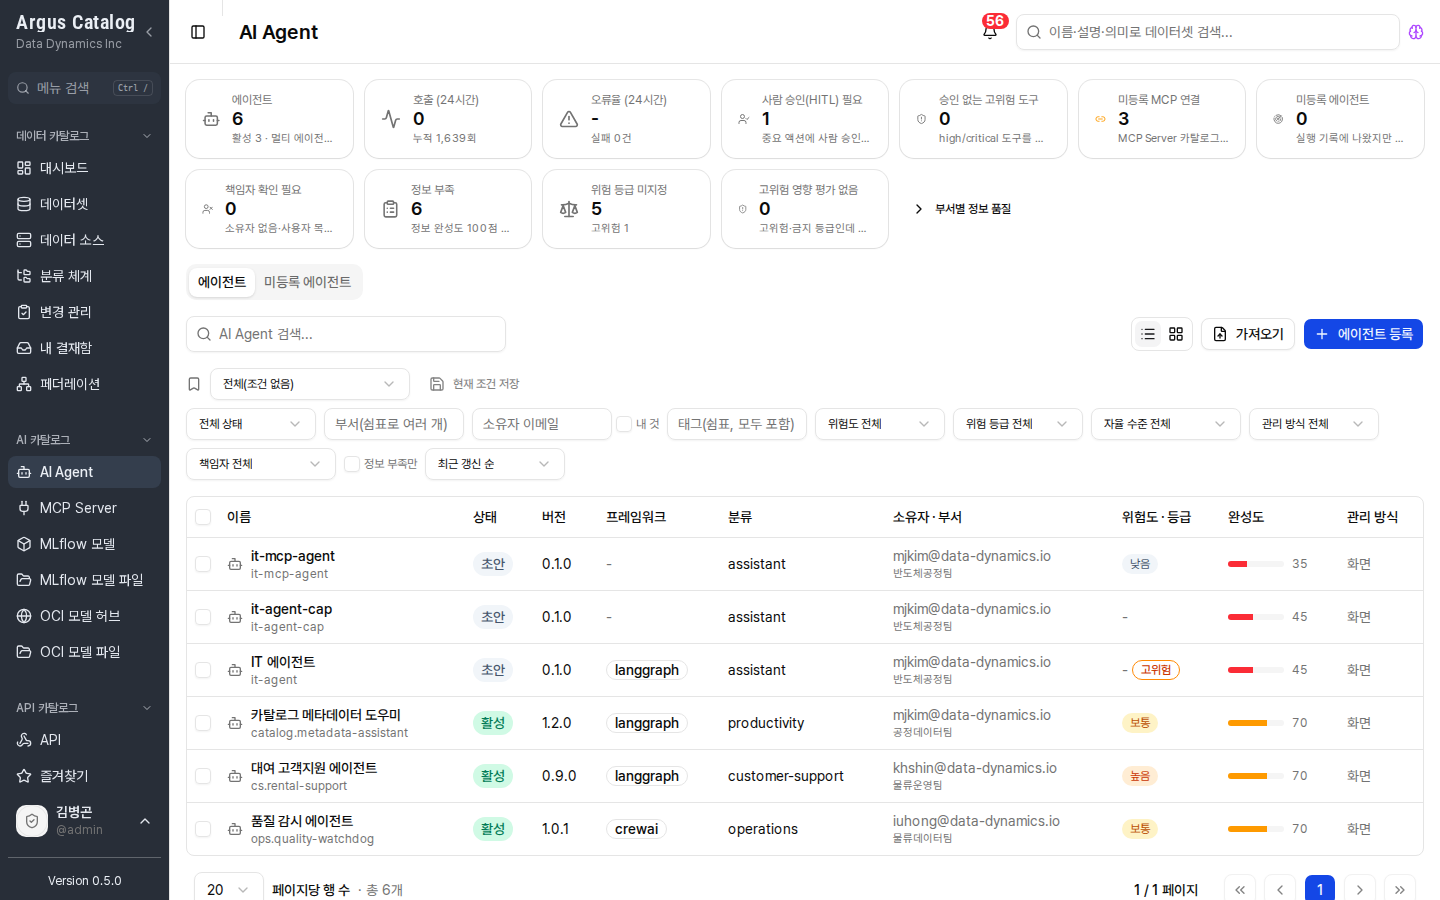 Argus Catalog
Data Dynamics Inc
메뉴 검색
Ctrl /
데이터 카탈로그
대시보드
데이터셋
데이터 소스
분류 체계
변경 관리
내 결재함
페더레이션
AI 카탈로그
AI Agent
MCP Server
MLflow 모델
MLflow 모델 파일
OCI 모델 허브
OCI 모델 파일
API 카탈로그
API
즐겨찾기
김병곤
@admin
Version 0.5.0
AI Agent
56
이름·설명·의미로 데이터셋 검색...
에이전트
6
활성 3 · 멀티 에이전...
호출 (24시간)
0
누적 1,639회
오류율 (24시간)
-
실패 0건
사람 승인(HITL) 필요
1
중요 액션에 사람 승인...
승인 없는 고위험 도구
0
high/critical 도구를 ...
미등록 MCP 연결
3
MCP Server 카탈로그...
미등록 에이전트
0
실행 기록에 나왔지만 ...
책임자 확인 필요
0
소유자 없음·사용자 목...
정보 부족
6
정보 완성도 100점 ...
위험 등급 미지정
5
고위험 1
고위험 영향 평가 없음
0
고위험·금지 등급인데 ...
부서별 정보 품질
에이전트
미등록 에이전트
AI Agent 검색...
가져오기
에이전트 등록
전체(조건 없음)
현재 조건 저장
전체 상태
부서(쉼표로 여러 개)
소유자 이메일
내 것
태그(쉼표, 모두 포함)
위험도 전체
위험 등급 전체
자율 수준 전체
관리 방식 전체
책임자 전체
정보 부족만
최근 갱신 순
이름 상태 버전 프레임워크 분류 소유자 · 부서 위험도 · 등급 완성도 관리 방식
it-mcp-agent 초안 0.1.0 - assistant mjkim@data-dynamics.io 낮음 35 화면
it-mcp-agent 반도체공정팀
it-agent-cap 초안 0.1.0 - assistant mjkim@data-dynamics.io - 45 화면
it-agent-cap 반도체공정팀
IT 에이전트 초안 0.1.0 langgraph assistant mjkim@data-dynamics.io - 고위험 45 화면
it-agent 반도체공정팀
카탈로그 메타데이터 도우미 활성 1.2.0 langgraph productivity mjkim@data-dynamics.io 보통 70 화면
catalog.metadata-assistant 공정데이터팀
대여 고객지원 에이전트 활성 0.9.0 langgraph customer-support khshin@data-dynamics.io 높음 70 화면
cs.rental-support 물류운영팀
품질 감시 에이전트 활성 1.0.1 crewai operations iuhong@data-dynamics.io 보통 70 화면
ops.quality-watchdog 물류데이터팀
20 페이지당 행 수 · 총 6개
1 / 1 페이지
1